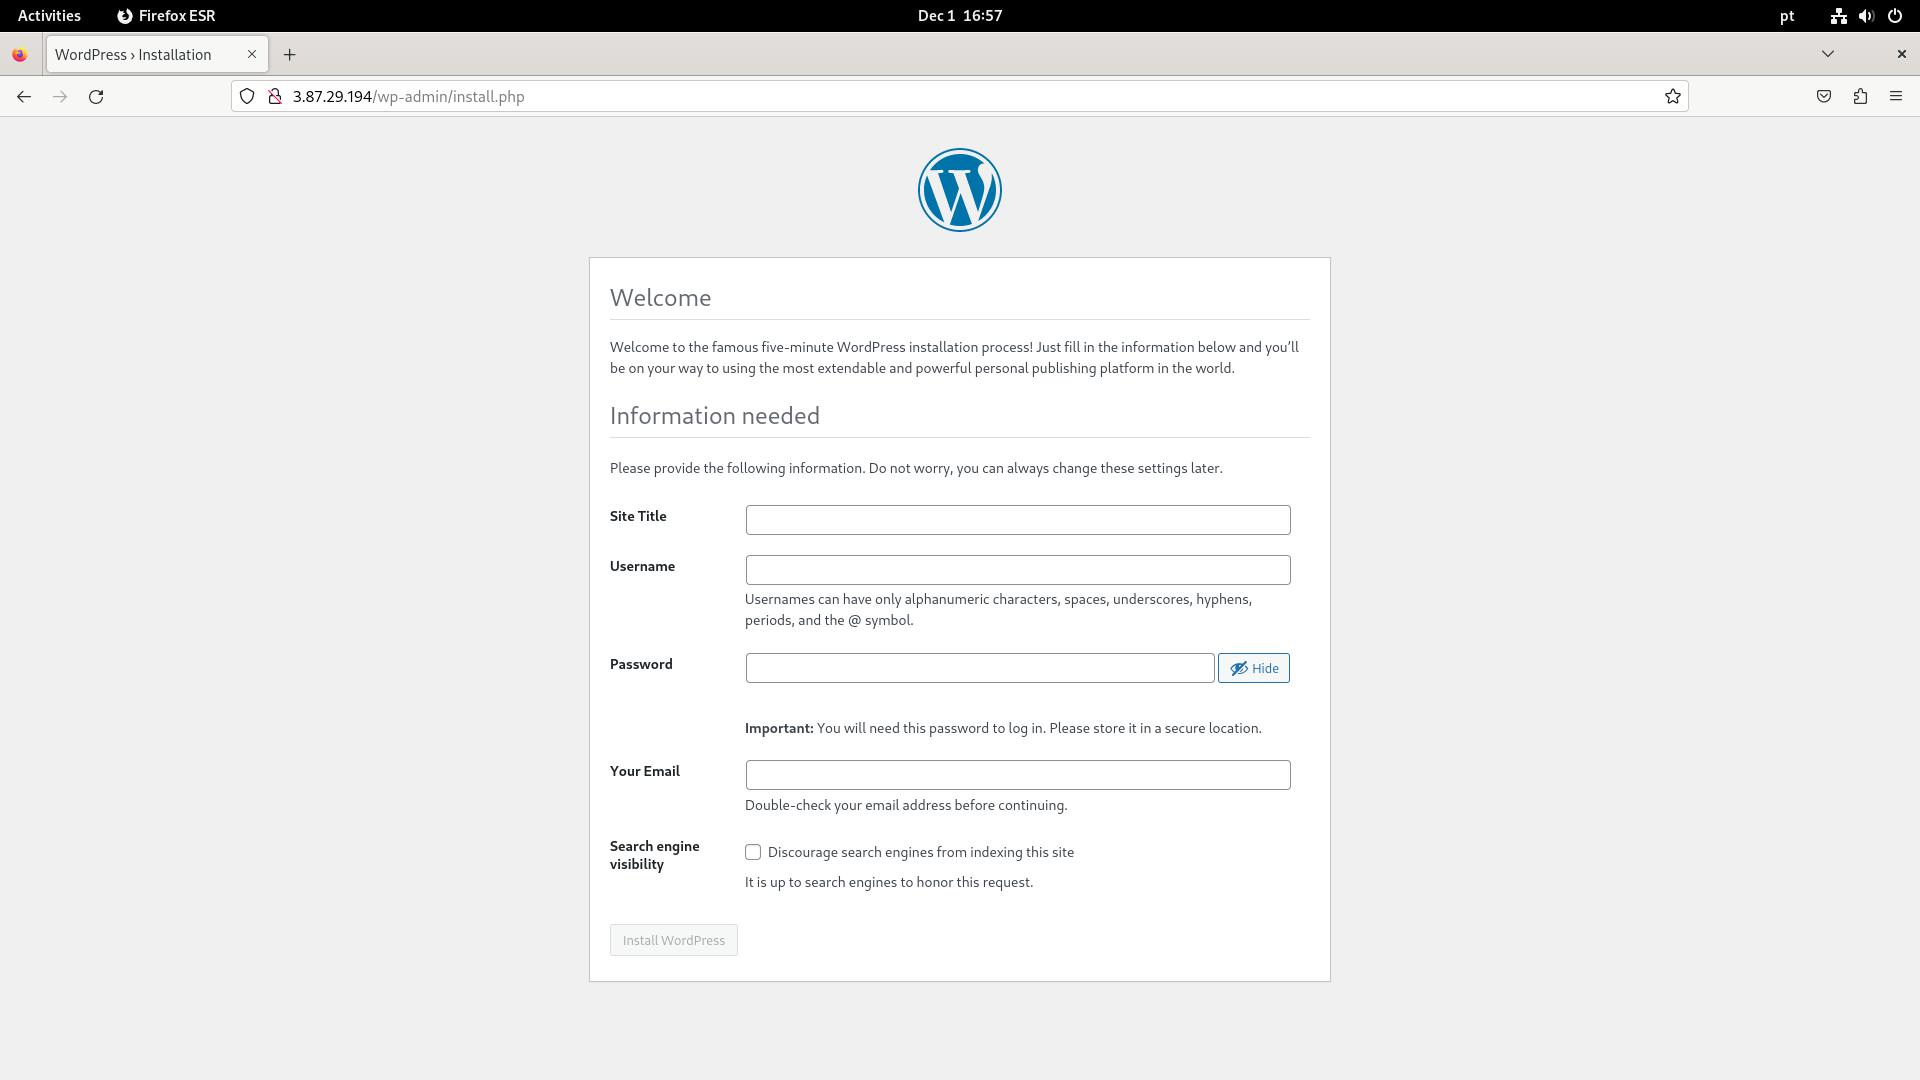 Activities
Firefox ESR
Dec 1 16:57
pt
WordPress › Installation
3.87.29.194/wp-admin/install.php
Welcome
Welcome to the famous five-minute WordPress installation process! Just fill in the information below and you’ll
be on your way to using the most extendable and powerful personal publishing platform in the world.
Information needed
Please provide the following information. Do not worry, you can always change these settings later.
Site Title
Username
Usernames can have only alphanumeric characters, spaces, underscores, hyphens,
periods, and the @ symbol.
Password
Hide
Important: You will need this password to log in. Please store it in a secure location.
Your Email
Double-check your email address before continuing.
Search engine
visibility
Discourage search engines from indexing this site
It is up to search engines to honor this request.
Install WordPress